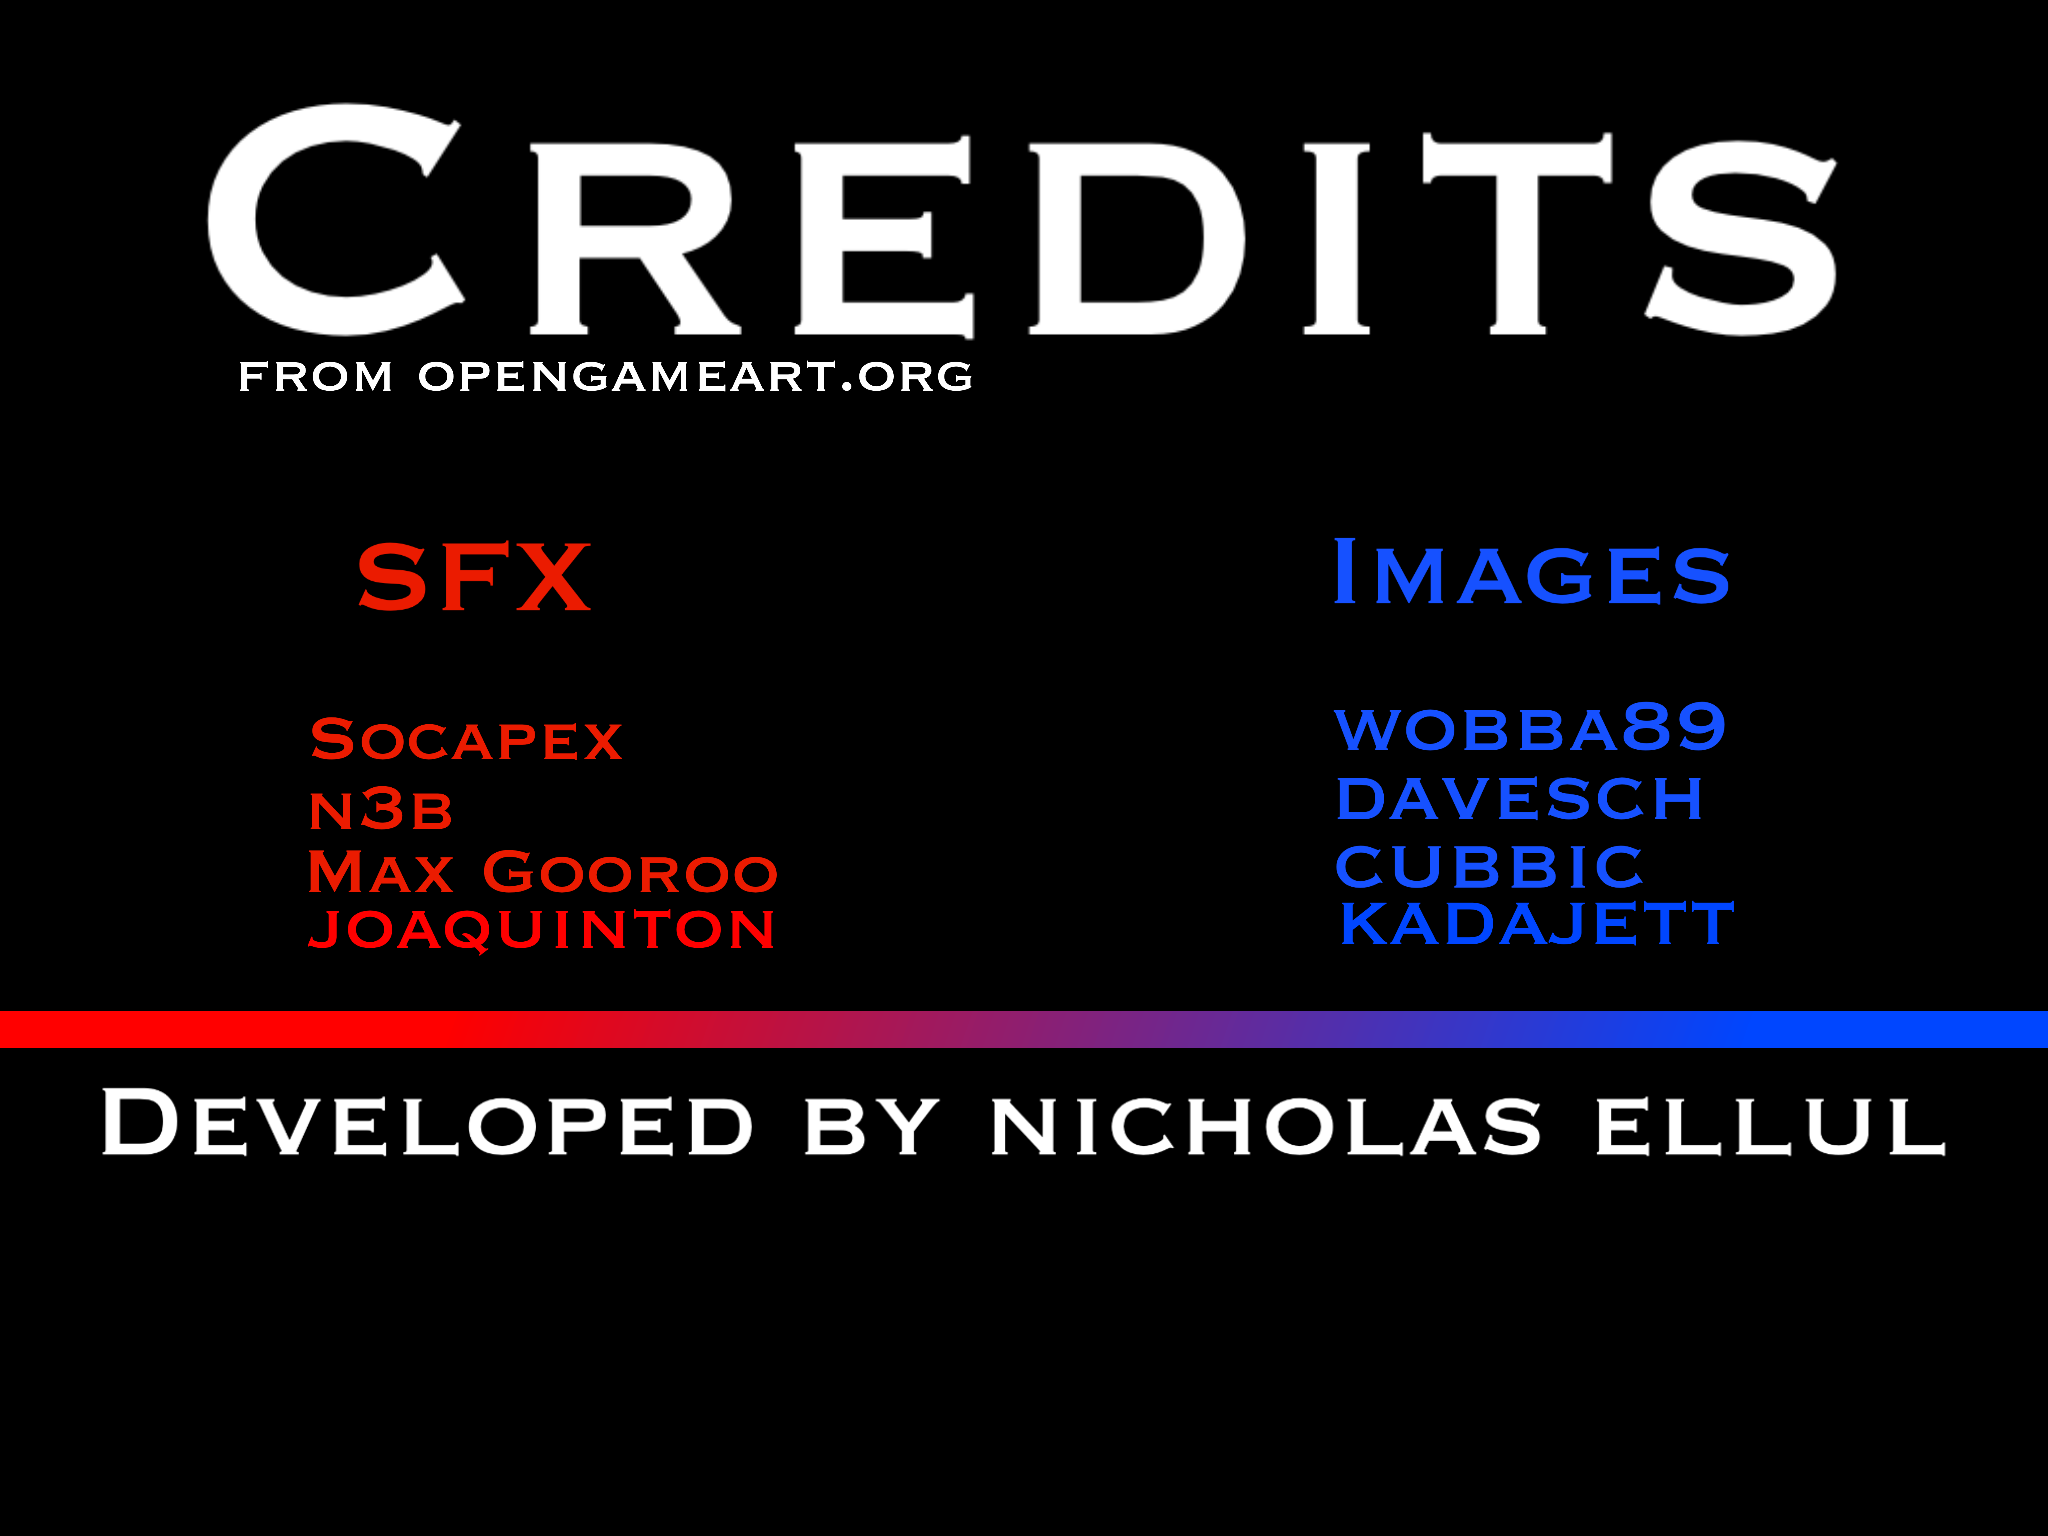 Credits
from opengameart.org
SFX
Socapex
n3b
Max Gooroo
joaquinton
Images
wobba89
davesch
cubbic
kadajett
Developed by nicholas ellul